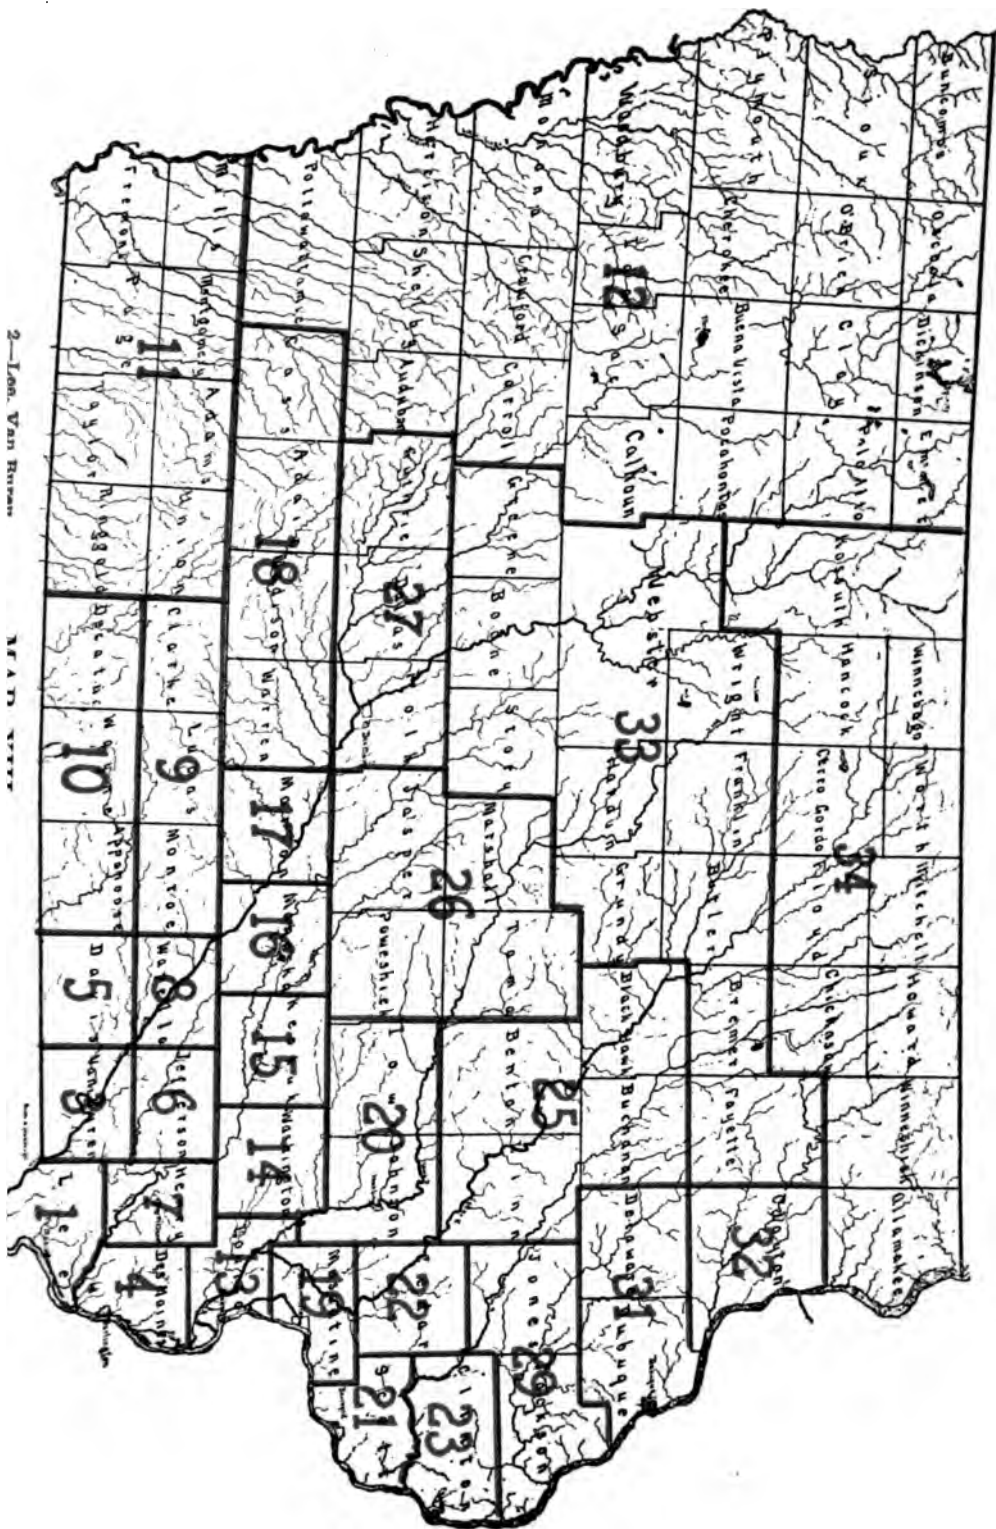 Buncombe
Osceola
Dickinson
Emmet
Winnebago
Worth
Mitchell
Howard
Winneshiek
Allamakee
Sioux
O'Brien
Clay
Palo Alto
Kossuth
Hancock
Cerro Gordo
Floyd
34
Chickasaw
Plymouth
Cherokee
Buena Vista
Pocahontas
Wright
Franklin
Butler
Bremer
Fayette
Clayton
32
Woodbury
12
Sac
Calhoun
Webster
33
Hardin
Grundy
Black Hawk
Buchanan
Delaware
31
Dubuque
Monona
Crawford
Carroll
Greene
Boone
Story
Marshall
26
Tama
Benton
25
Linn
Jones
29
Jackson
Harrison
Shelby
Audubon
Guthrie
Dallas
27
Polk
Jasper
Poweshiek
Iowa
20
Johnson
Cedar
22
Clinton
23
Scott
21
Pottawattamie
Cass
Adair
18
Madison
Warren
Marion
17
Mahaska
16
Keokuk
15
Washington
14
13
Muscatine
19
Mills
Montgomery
Adams
11
Union
Clarke
Lucas
9
Monroe
Wapello
8
Jefferson
6
Henry
7
Des Moines
4
Fremont
Page
Taylor
Ringgold
Decatur
Wayne
10
Appanoose
Davis
5
Van Buren
3
Lee
1
2—Lee, Van Buren